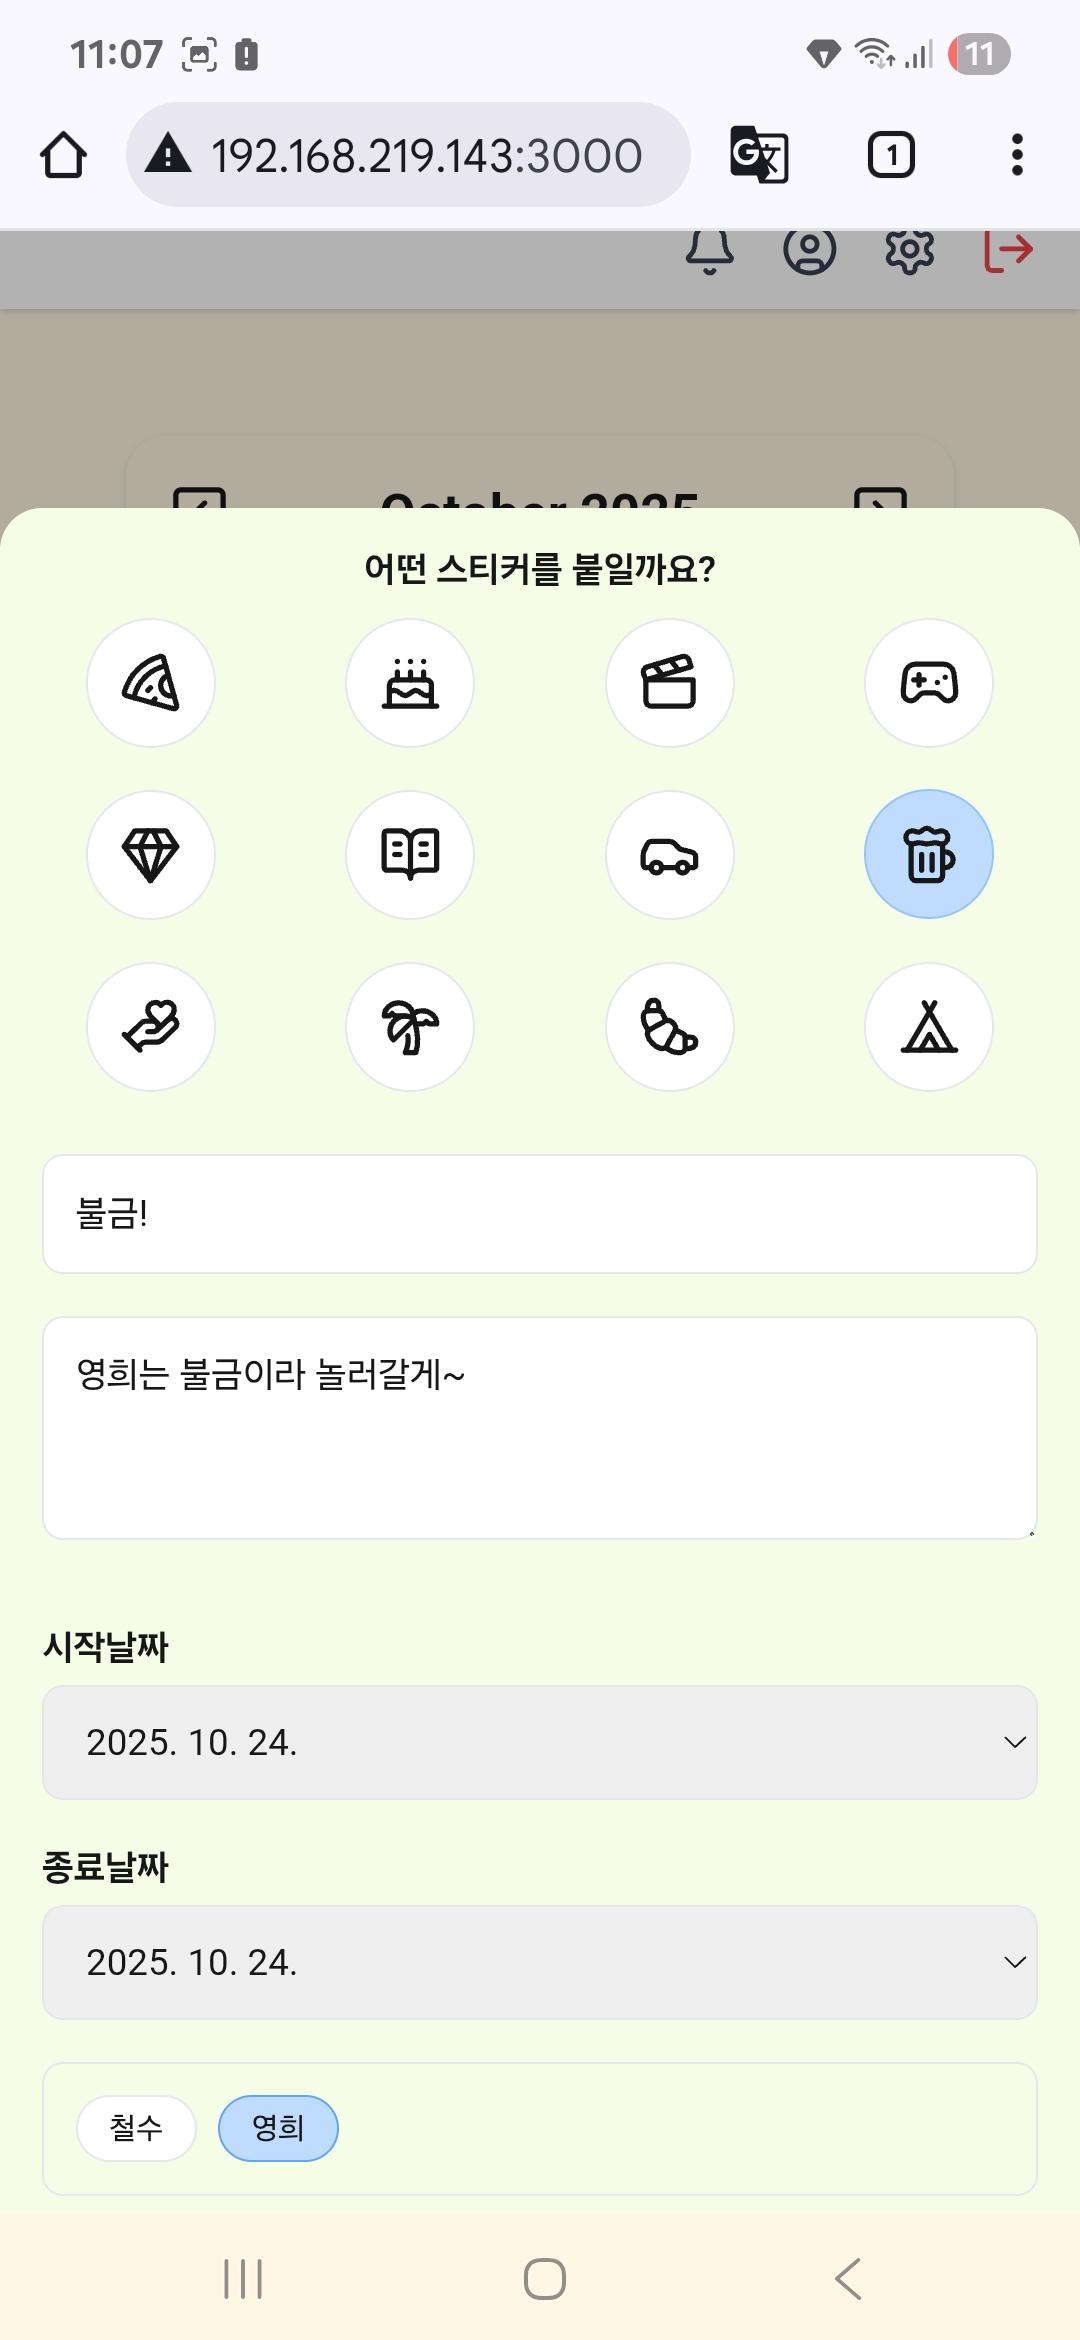 11:07
11
192.168.219.143:3000
1
October 2025
어떤 스티커를 붙일까요?
불금!
영희는 불금이라 놀러갈게~
시작날짜
2025. 10. 24.
종료날짜
2025. 10. 24.
철수 영희